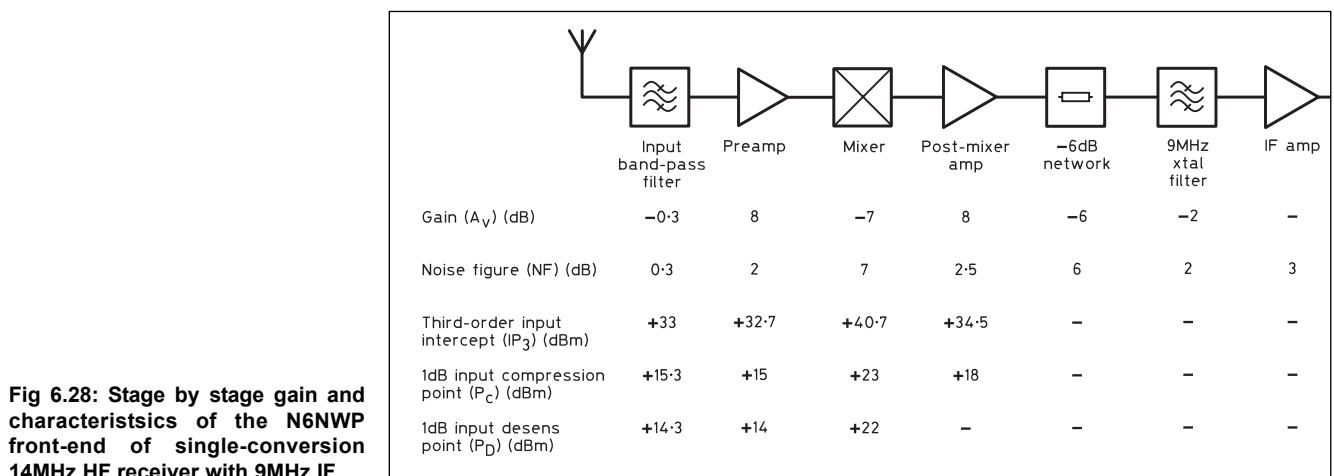 Input Preamp Mixer Post-mixer –6dB 9MHz IF amp
band-pass amp network xtal
filter filter
Gain (AV) (dB) –0·3 8 –7 8 –6 –2 –
Noise figure (NF) (dB) 0·3 2 7 2·5 6 2 3
Third-order input
intercept (IP3) (dBm) +33 +32·7 +40·7 +34·5 – – –
1dB input compression
point (PC) (dBm) +15·3 +15 +23 +18 – – –
1dB input desens
point (PD) (dBm) +14·3 +14 +22 – – – –
Fig 6.28: Stage by stage gain and
characteristsics of the N6NWP
front-end of single-conversion
14MHz HF receiver with 9MHz IF